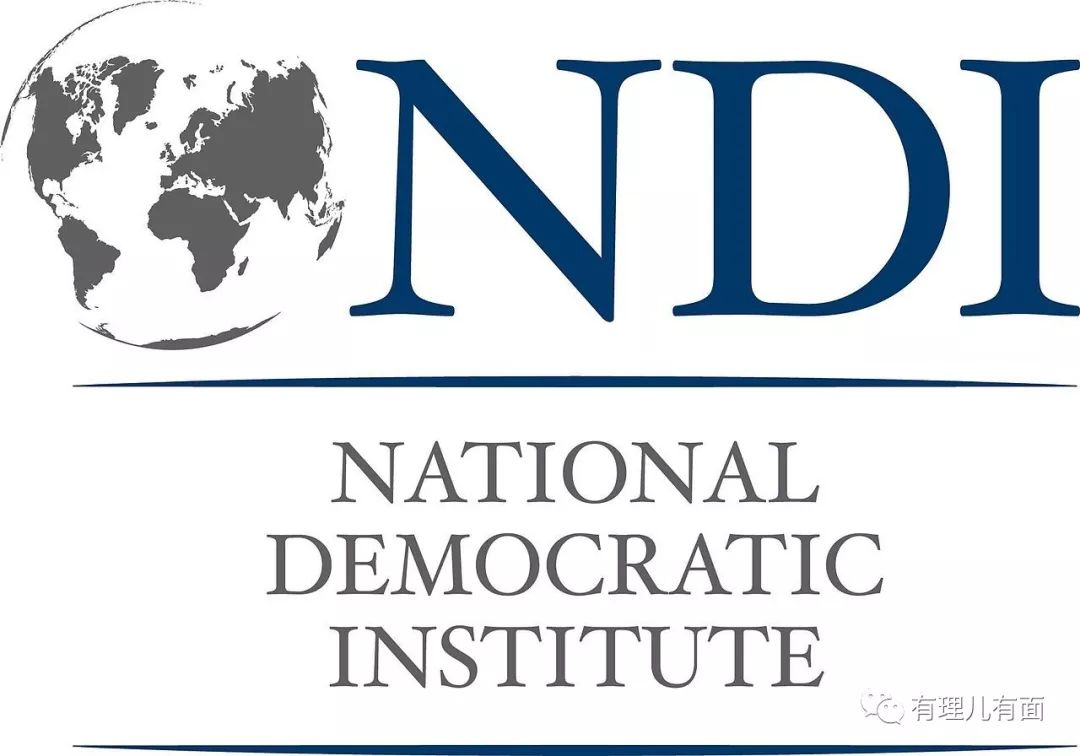 NDI
NATIONAL
DEMOCRATIC
INSTITUTE
有理儿有面